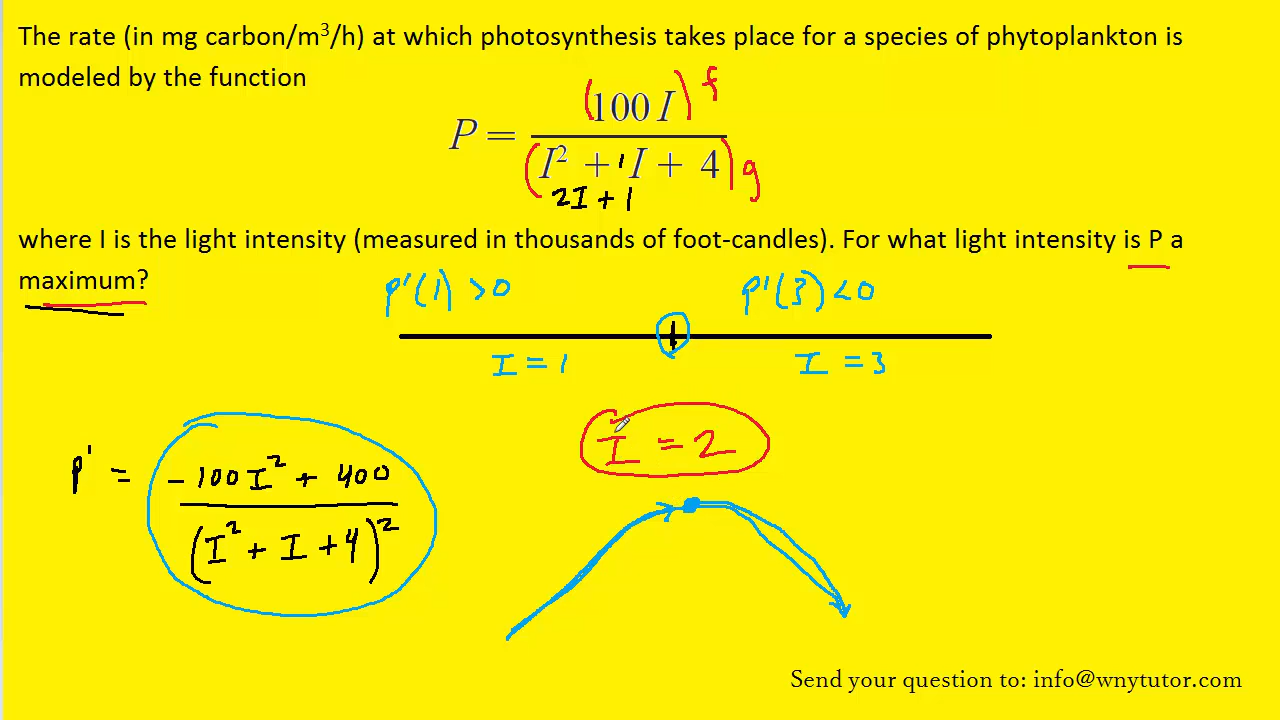 The rate (in mg carbon/m³/h) at which photosynthesis takes place for a species of phytoplankton is
modeled by the function
(100 I) f
P =
(I² + 1 I + 4) g
2I + 1
where I is the light intensity (measured in thousands of foot-candles). For what light intensity is P a
maximum?
P'(1) >0 P'(3) <0
I = 1 I = 3
I = 2
P' = -100I² + 400
(I² + I + 4)²
Send your question to: info@wnytutor.com